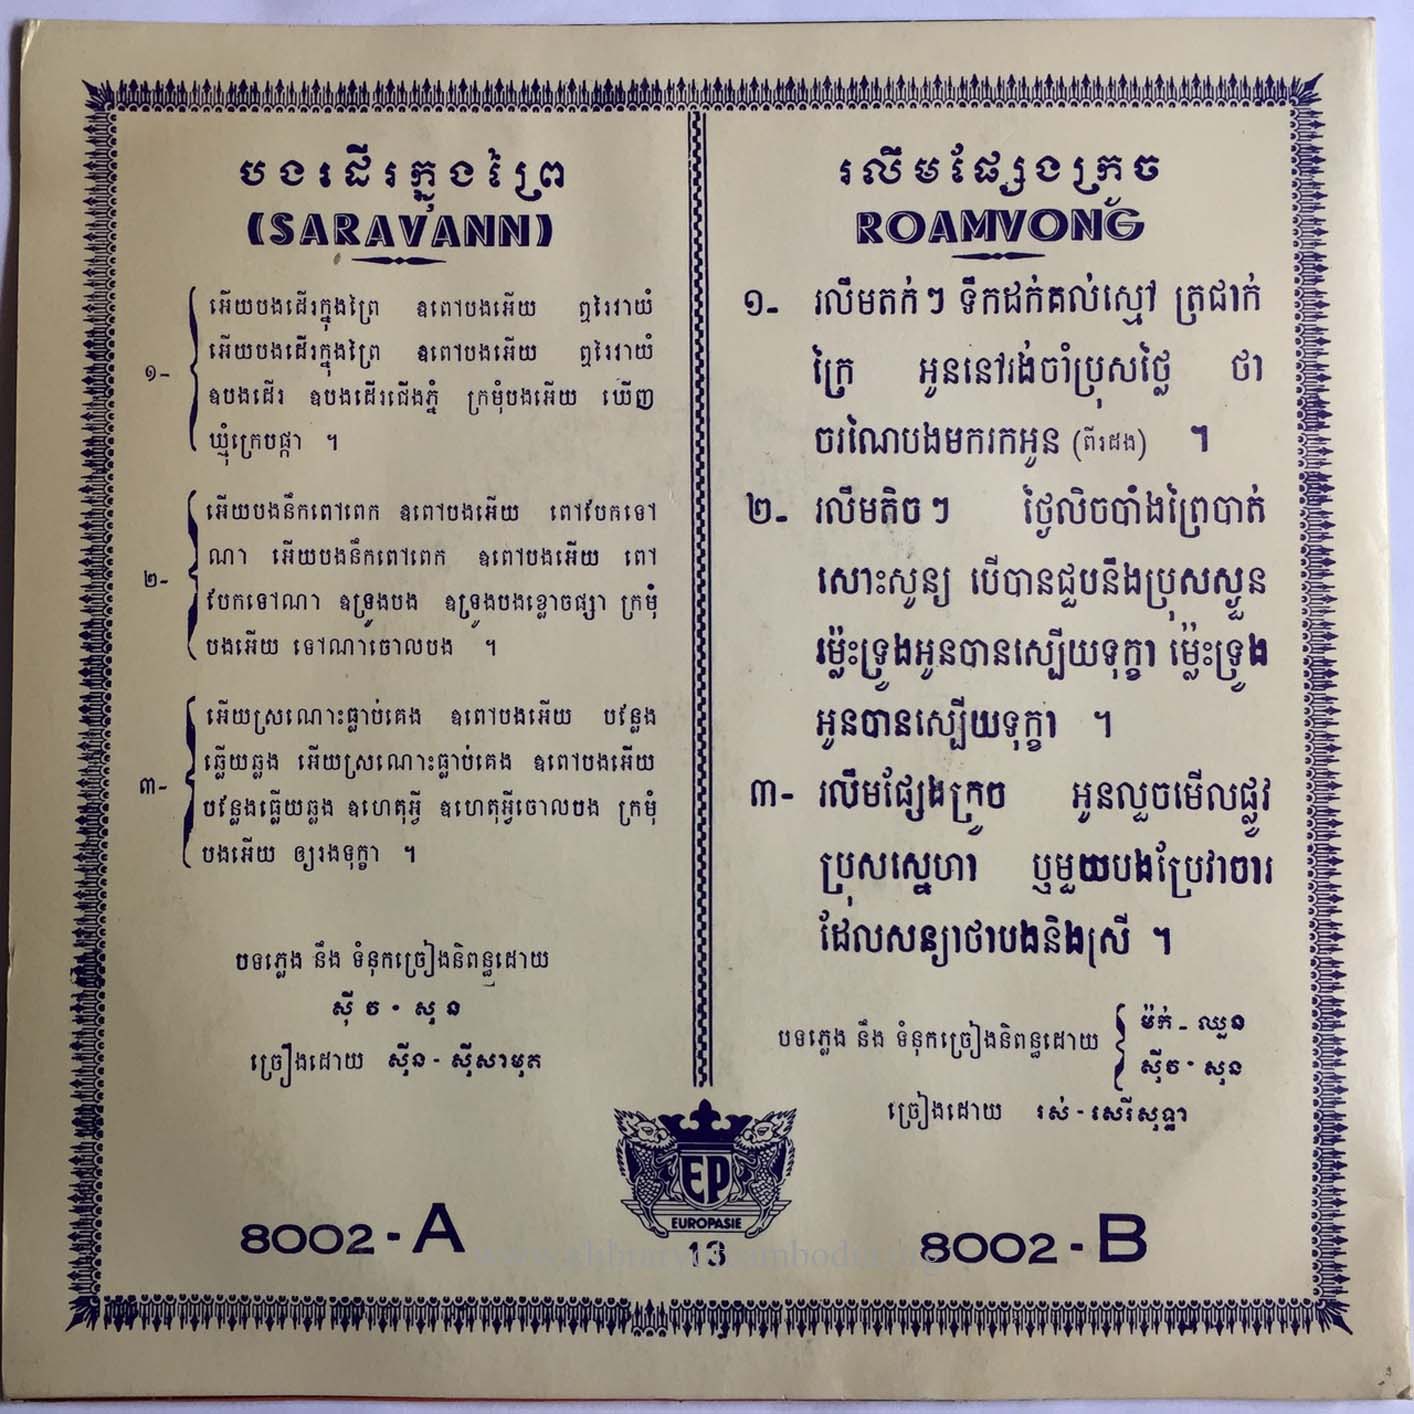 បងរដើរក្នុងព្រៃ
(SARAVANN)
១-
អើយបងដើរក្នុងព្រៃ ឧពៅបងអើយ ឮរៃវាយំ
អើយបងដើរក្នុងព្រៃ ឧពៅបងអើយ ឮរៃវាយំ
ឧបងដើរ ឧបងដើរជើងភ្នំ ក្រមុំបងអើយ ឃើញ
ឃ្មុំក្រេបផ្កា ។
២-
អើយបងនឹកពៅពេក ឧពៅបងអើយ ពៅបែកទៅ
ណា អើយបងនឹកពៅពេក ឧពៅបងអើយ ពៅ
បែកទៅណា ឧទ្រូងបង ឧទ្រូងបងខ្លោចផ្សា ក្រមុំ
បងអើយ ទៅណាចោលបង ។
៣-
អើយស្រណោះធ្លាប់គេង ឧពៅបងអើយ បន្លែង
ឆ្លើយឆ្លង អើយស្រណោះធ្លាប់គេង ឧពៅបងអើយ
បន្លែងឆ្លើយឆ្លង ឧហេតុអ្វី ឧហេតុអ្វីចោលបង ក្រមុំ
បងអើយ ឲ្យរងទុក្ខា ។
បទភ្លេង នឹង ទំនុកច្រៀងនិពន្ធដោយ
ស៊ីវ - សុន
ច្រៀងដោយ ស៊ីន - ស៊ីសាមុត
8002 - A
រលឹមផ្សែងក្រូច
ROAMVONG
១- រលឹមតក់ៗ ទឹកដក់គល់ស្មៅ ត្រជាក់
ក្រៃ អូននៅរង់ចាំប្រុសថ្លៃ ថា
ចរណៃបងមករកអូន (ពីរដង) ។
២- រលឹមតិចៗ ថ្ងៃលិចបាំងព្រៃបាត់
សោះសូន្យ បើបានជួបនឹងប្រុសស្ងួន
ម្ល៉េះទ្រូងអូនបានស្បើយទុក្ខា ម្ល៉េះទ្រូង
អូនបានស្បើយទុក្ខា ។
៣- រលឹមផ្សែងក្រូច អូនលួចមើលផ្លូវ
ប្រុសស្នេហា ឬមួយបងប្រែវាចារ
ដែលសន្យាថាបងនិងស្រី ។
បទភ្លេង នឹង ទំនុកច្រៀងនិពន្ធដោយ
ម៉ក់ - ឈួន
ស៊ីវ - សុន
ច្រៀងដោយ រស់ - សេរីសុទ្ធា
8002 - B
EP
EUROPASIE
13